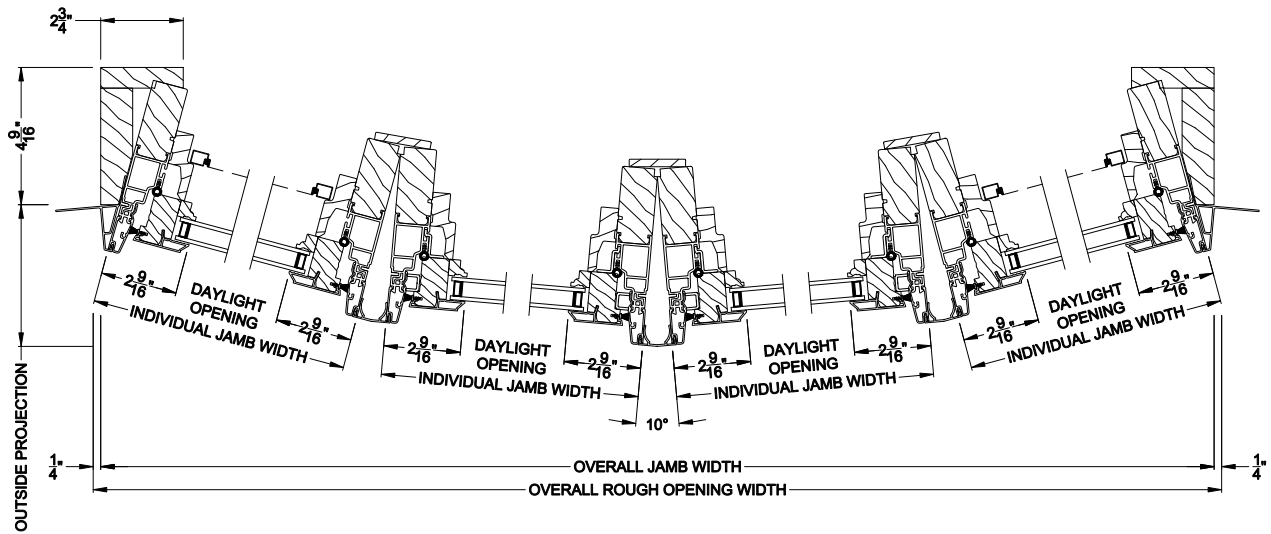 2 3/4"
4 9/16"
OUTSIDE PROJECTION
2 9/16"
DAYLIGHT
OPENING
2 9/16"
INDIVIDUAL JAMB WIDTH
2 9/16"
DAYLIGHT
OPENING
2 9/16"
INDIVIDUAL JAMB WIDTH
10°
2 9/16"
DAYLIGHT
OPENING
2 9/16"
INDIVIDUAL JAMB WIDTH
2 9/16"
DAYLIGHT
OPENING
2 9/16"
INDIVIDUAL JAMB WIDTH
1/4"
OVERALL JAMB WIDTH
1/4"
OVERALL ROUGH OPENING WIDTH